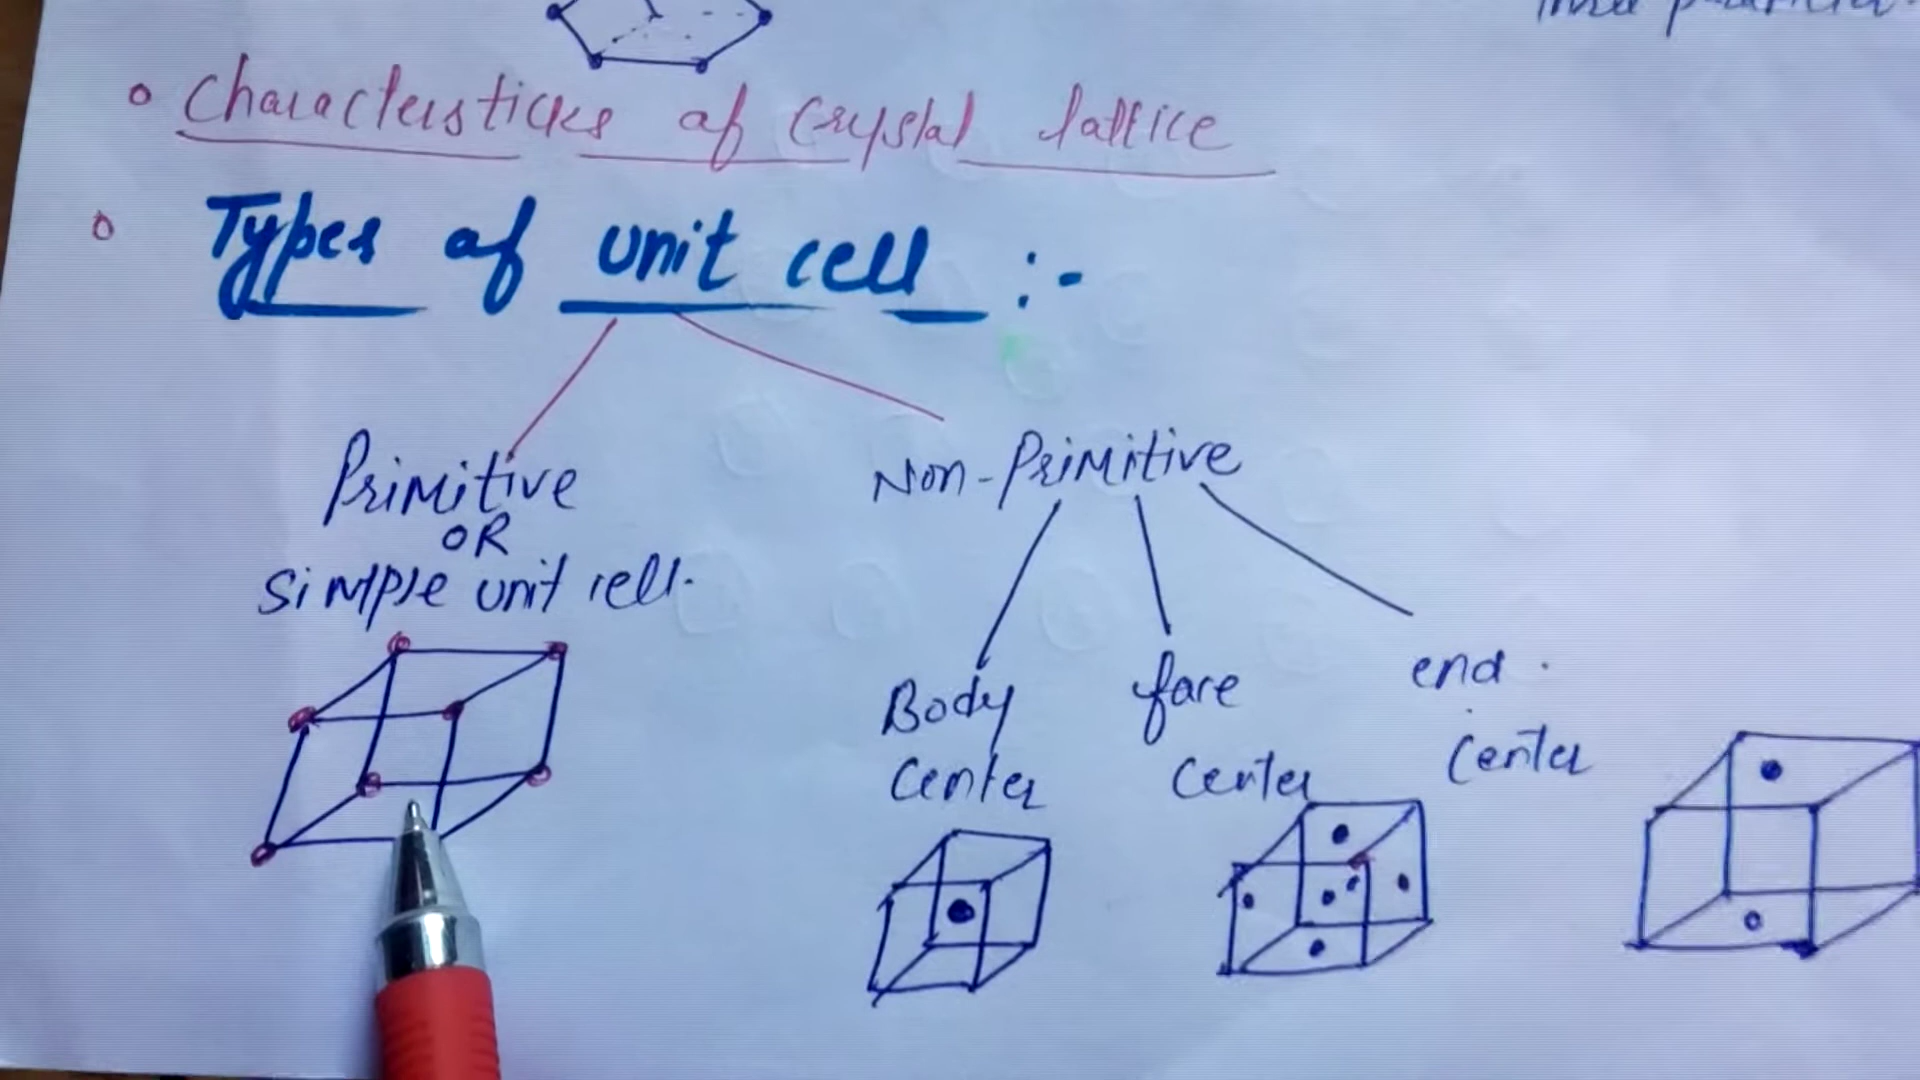 Characteristicks of Crystal lattice
Types of unit cell :-
Primitive
OR
Simple unit cell.
Non-Primitive
Body
Center
face
Center
end
Center